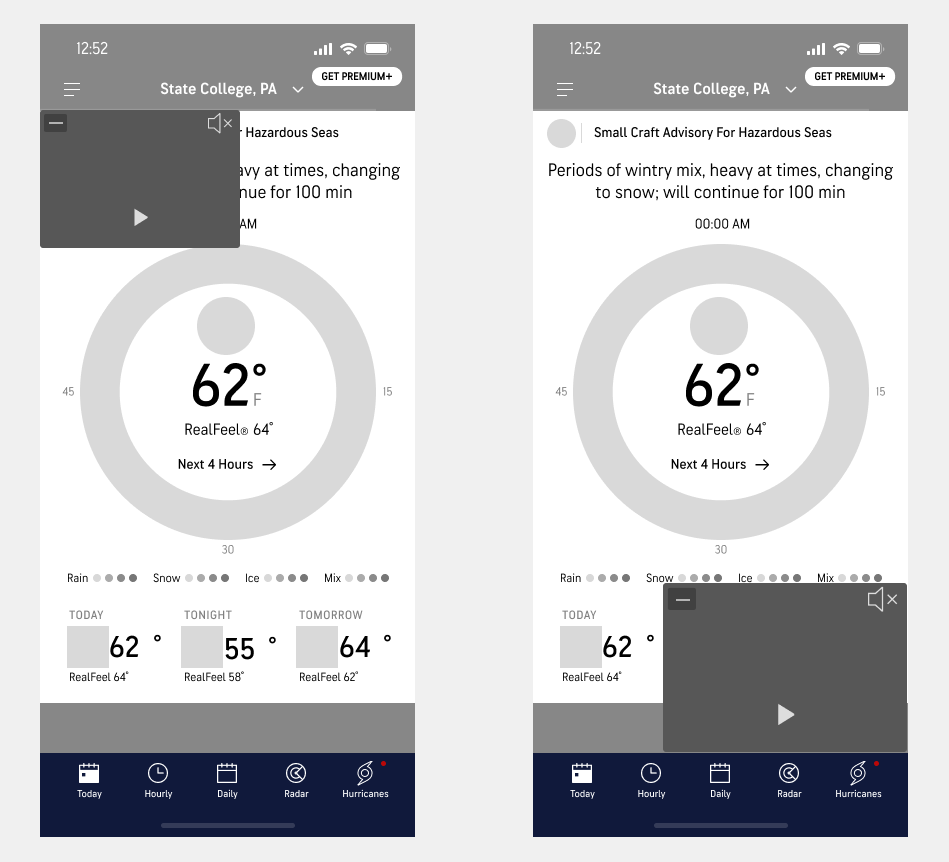 12:52
GET PREMIUM+
State College, PA
Hazardous Seas
at times, changing
for 100 min
AM
62°
F
45
15
RealFeel® 64°
Next 4 Hours →
30
Rain Snow Ice Mix
TODAY TONIGHT TOMORROW
62 ° 55 ° 64 °
RealFeel 64° RealFeel 58° RealFeel 62°
Today Hourly Daily Radar Hurricanes
12:52
GET PREMIUM+
State College, PA
Small Craft Advisory For Hazardous Seas
Periods of wintry mix, heavy at times, changing
to snow; will continue for 100 min
00:00 AM
62°
F
45
15
RealFeel® 64°
Next 4 Hours →
30
Rain Snow Ice Mix
TODAY
62 °
RealFeel 64°
Today Hourly Daily Radar Hurricanes